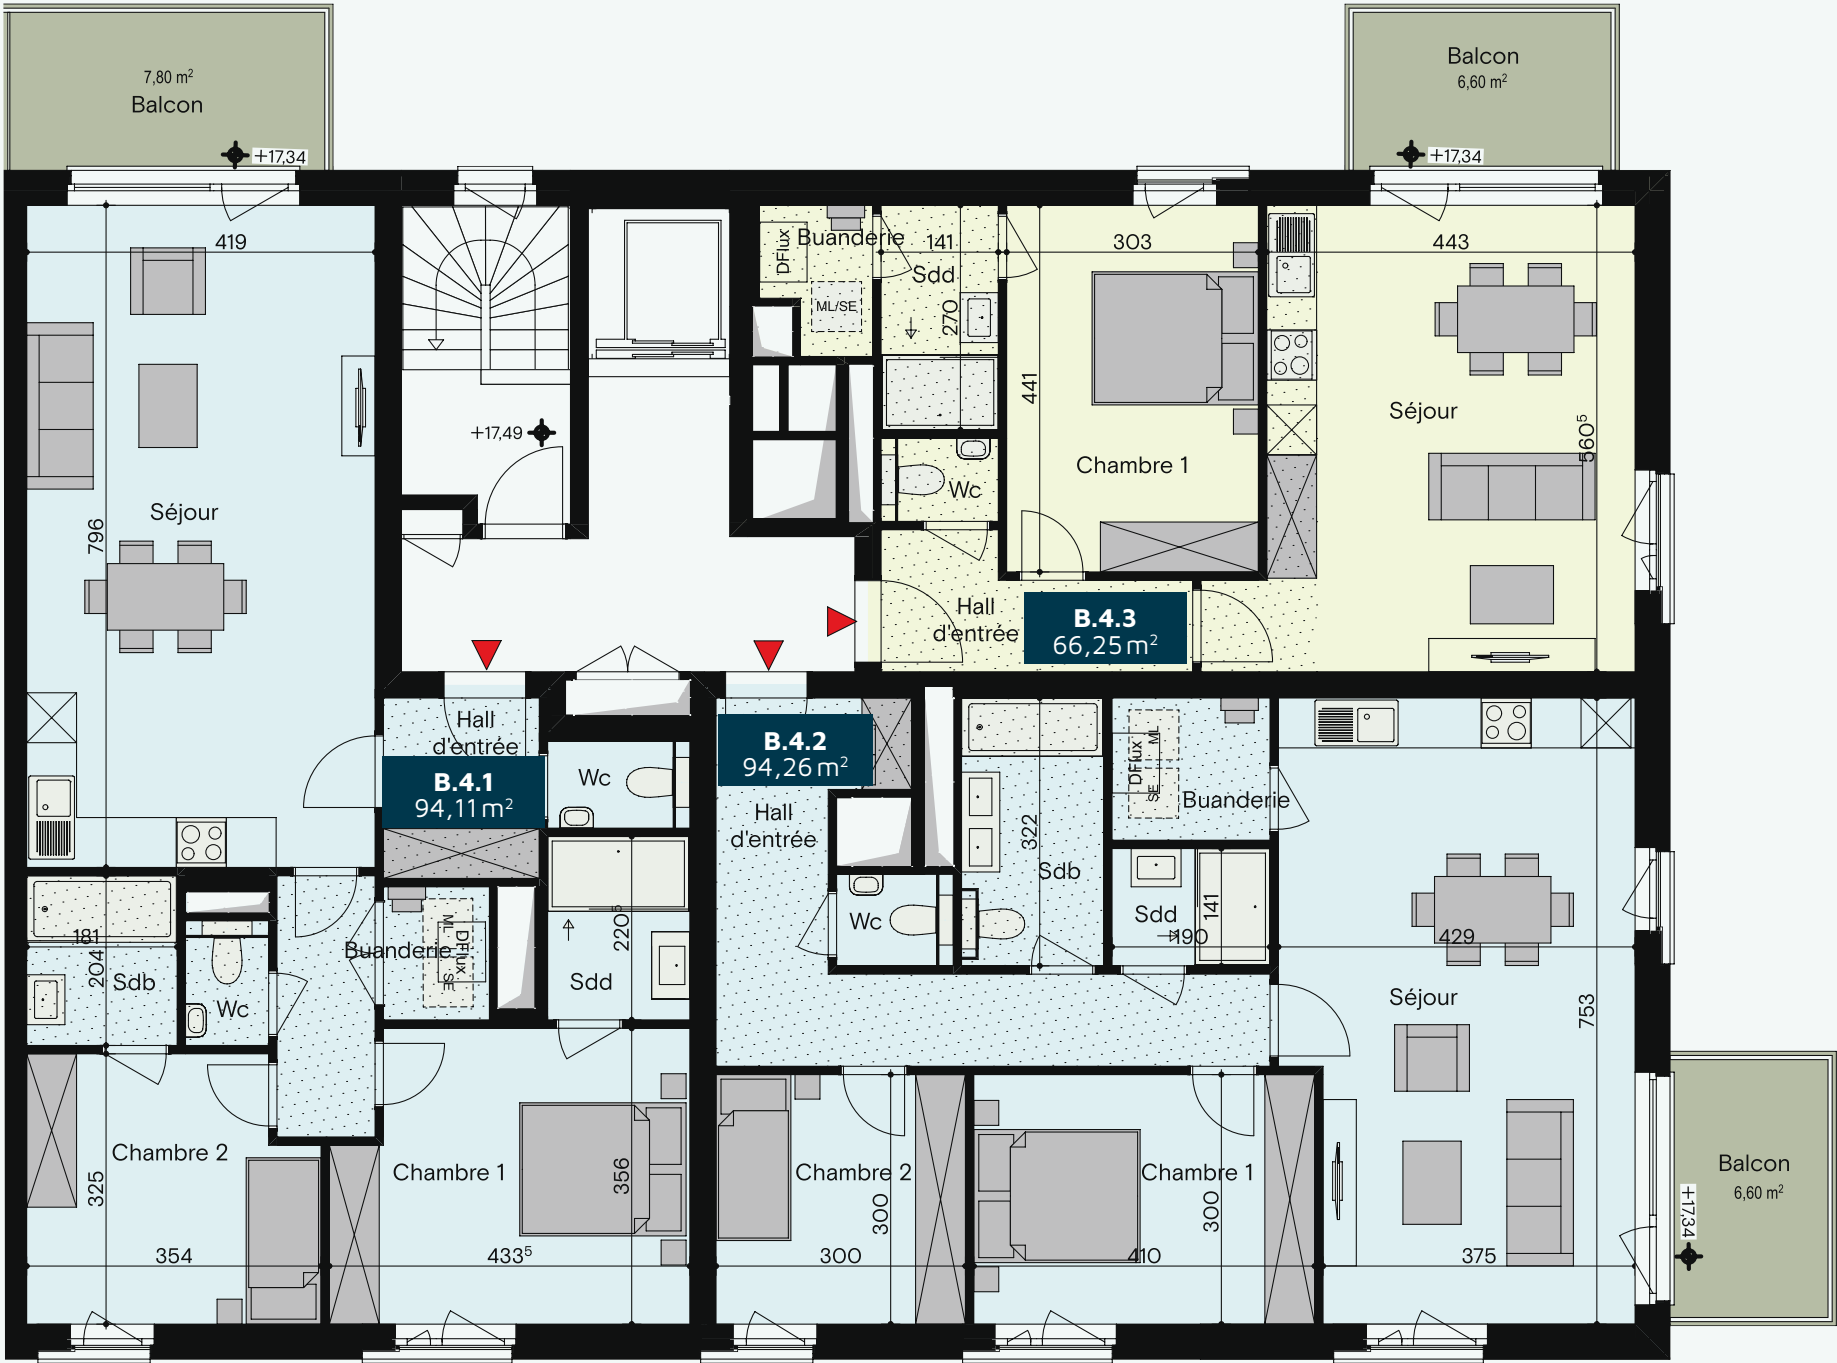 7,80 m²
Balcon
+17,34
Balcon
6,60 m²
+17,34
419
Buanderie
DFlux
ML/SE
141
Sdd
270
303
441
Chambre 1
443
Séjour
560⁵
+17,49
Séjour
796
Wc
Hall
d'entrée
B.4.3
66,25 m²
Hall
d'entrée
B.4.1
94,11 m²
Wc
B.4.2
94,26 m²
Hall
d'entrée
322
Sdb
ML
DFlux
SE
Buanderie
Wc
Sdd
141
190
429
Séjour
753
181
204
Sdb
Wc
Buanderie
ML
DFlux
SE
220⁵
Sdd
Chambre 2
325
354
Chambre 1
356
433⁵
Chambre 2
300
300
Chambre 1
300
410
375
Balcon
6,60 m²
+17,34